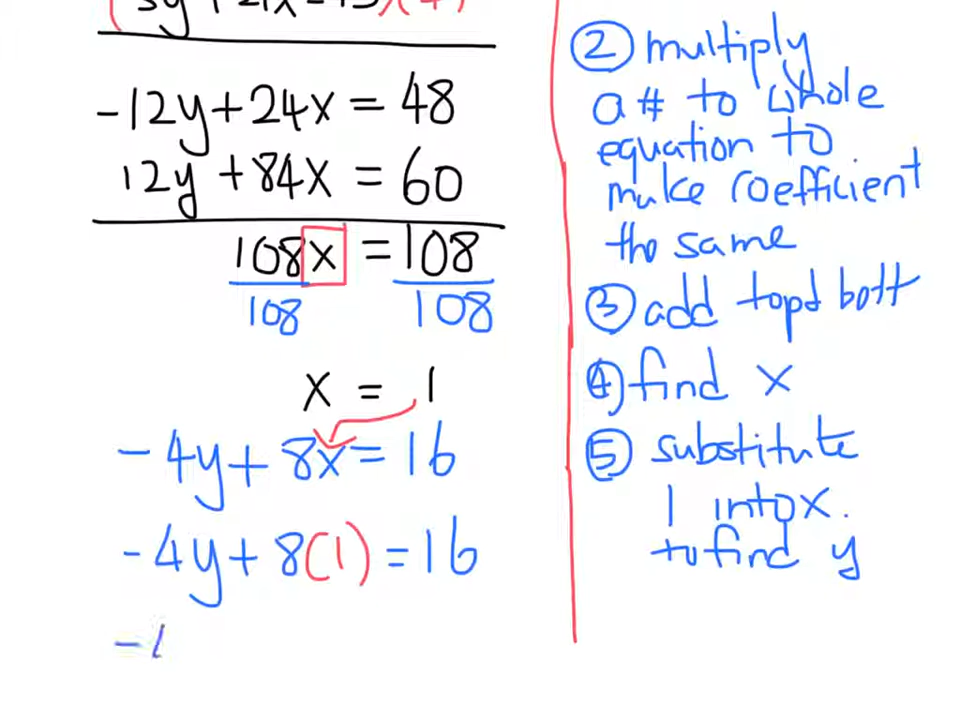 -12y+24x = 48
12y +84x = 60
108x = 108
108 108
x = 1
-4y+ 8x = 16
-4y+ 8(1) = 16
② multiply
a # to whole
equation to
make coefficient
the same
③ add
④ find x
⑤ substitute
1 into x.
to find y